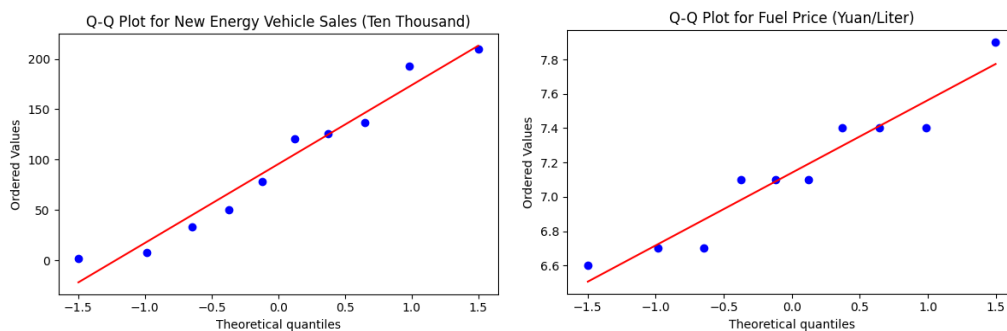 Q-Q Plot for New Energy Vehicle Sales (Ten Thousand)
200
150
100
50
0
Ordered Values
−1.5 −1.0 −0.5 0.0 0.5 1.0 1.5
Theoretical quantiles
Q-Q Plot for Fuel Price (Yuan/Liter)
7.8
7.6
7.4
7.2
7.0
6.8
6.6
Ordered Values
−1.5 −1.0 −0.5 0.0 0.5 1.0 1.5
Theoretical quantiles